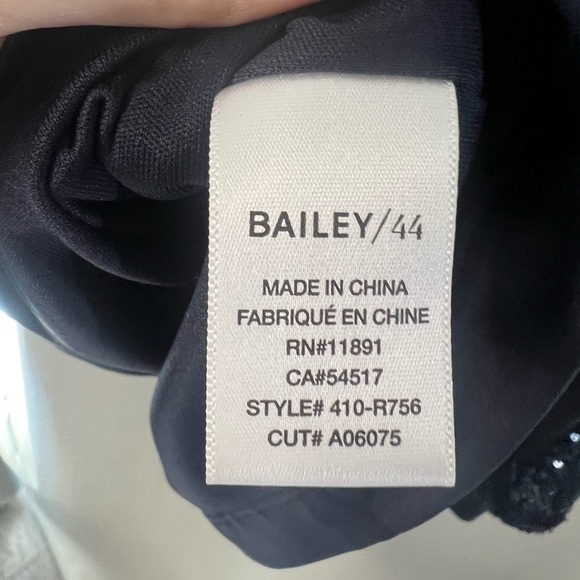 BAILEY/44
MADE IN CHINA
FABRIQUÉ EN CHINE
RN#11891
CA#54517
STYLE# 410-R756
CUT# A06075